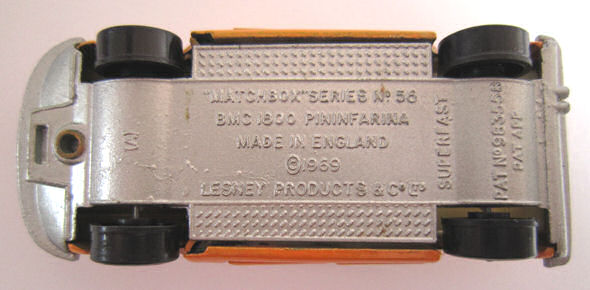 "MATCHBOX" SERIES Nº 56
BMC 1800 PININFARINA
MADE IN ENGLAND
©1969
LESNEY PRODUCTS & Cº Lᵀᴰ
SUPERFAST
PAT APP